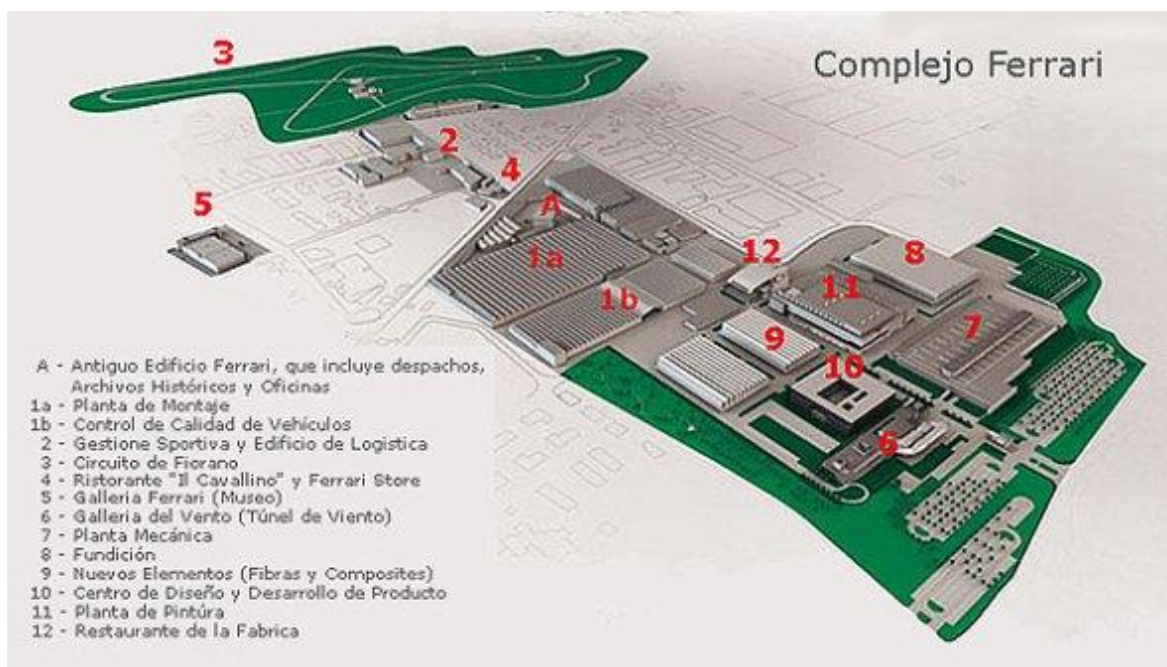 Complejo Ferrari
3
2
4
5
A
1a
12
8
1b
11
9
7
10
6
A - Antiguo Edificio Ferrari, que incluye despachos,
Archivos Históricos y Oficinas
1a - Planta de Montaje
1b - Control de Calidad de Vehículos
2 - Gestione Sportiva y Edificio de Logistica
3 - Circuito de Fiorano
4 - Ristorante "Il Cavallino" y Ferrari Store
5 - Galleria Ferrari (Museo)
6 - Galleria del Vento (Túnel de Viento)
7 - Planta Mecánica
8 - Fundición
9 - Nuevos Elementos (Fibras y Composites)
10 - Centro de Diseño y Desarrollo de Producto
11 - Planta de Pintúra
12 - Restaurante de la Fabrica